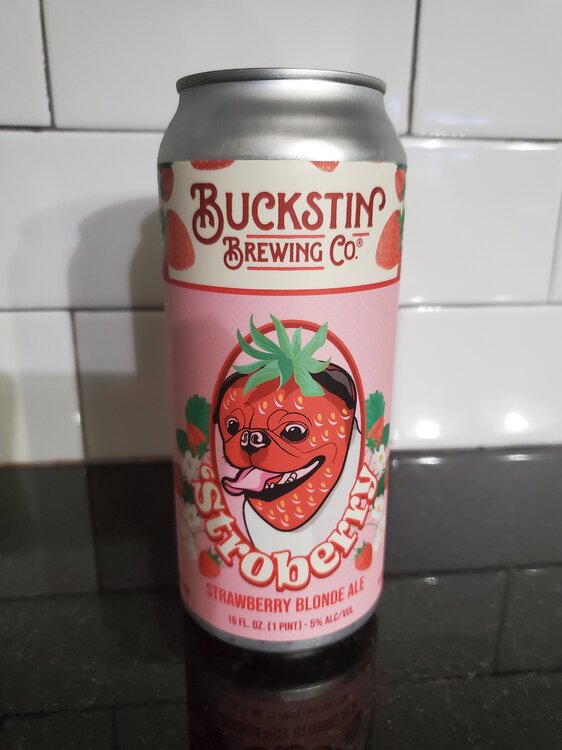 BUCKSTIN
BREWING CO.®
'Stroberry
STRAWBERRY BLONDE ALE
16 FL. OZ. (1 PINT) - 5% ALC/VOL